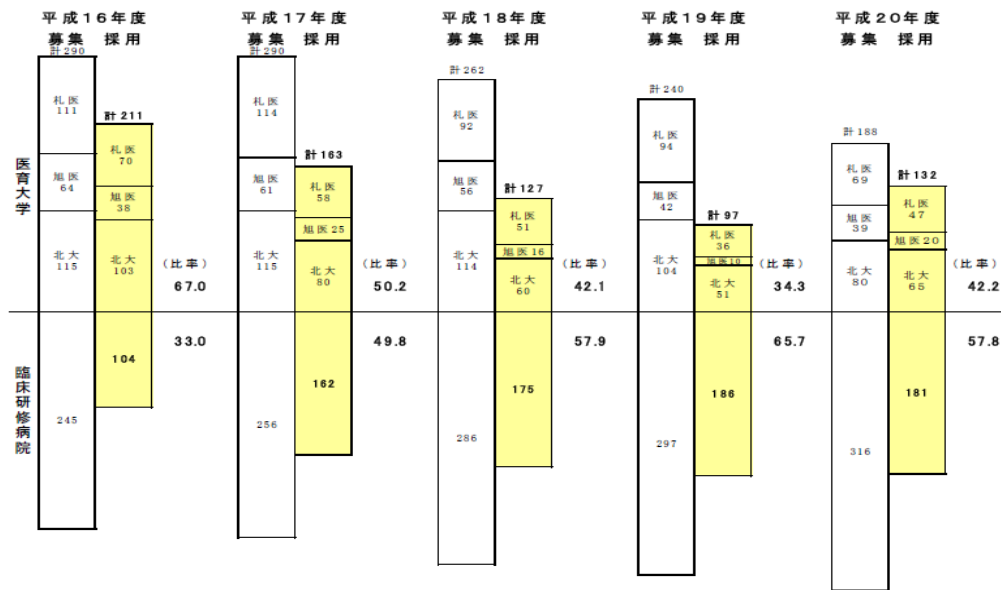 平成16年度 平成17年度 平成18年度 平成19年度 平成20年度
募集 採用 募集 採用 募集 採用 募集 採用 募集 採用
計290 計290
計262
計240
計188
医育大学
札医
111
旭医
64
北大
115
計211
札医
70
旭医
38
北大
103
(比率)
67.0
札医
114
旭医
61
北大
115
計163
札医
58
旭医25
北大
80
(比率)
50.2
札医
92
旭医
56
北大
114
計127
札医
51
旭医16
北大
60
(比率)
42.1
札医
94
旭医
42
北大
104
計97
札医
36
旭医10
北大
51
(比率)
34.3
札医
69
旭医
39
北大
80
計132
札医
47
旭医20
北大
65
(比率)
42.2
臨床研修病院
245
104
33.0
256
162
49.8
286
175
57.9
297
186
65.7
316
181
57.8